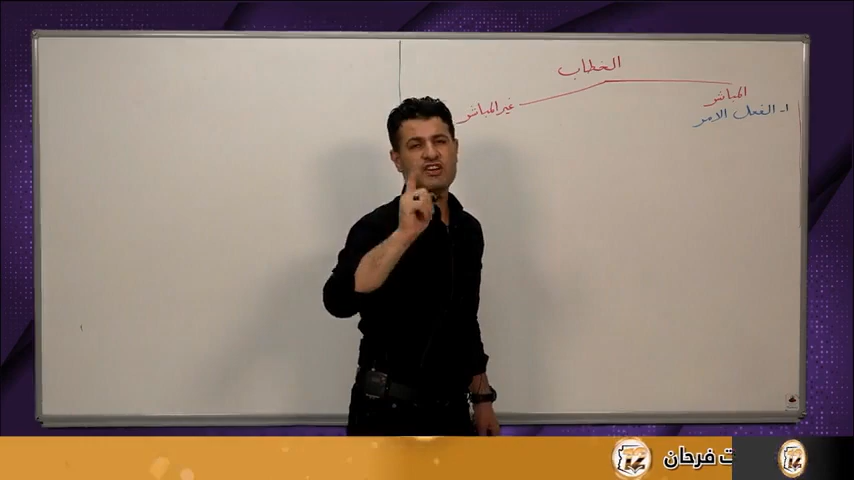 الخطاب
المباشر
غير المباشر
١- الفعل الامر
ت فرحان